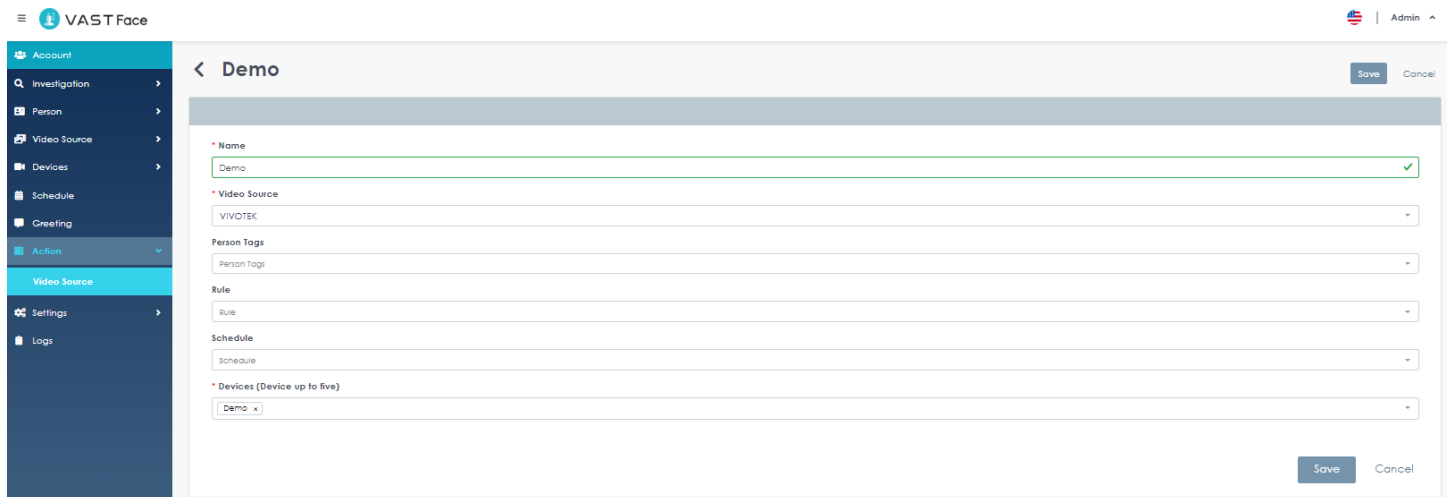 VAST Face
Admin
Account
Investigation
Person
Video Source
Devices
Schedule
Greeting
Action
Video Source
Settings
Logs
Demo
Save Cancel
* Name
Demo
* Video Source
VIVOTEK
Person Tags
Person Tags
Rule
Rule
Schedule
Schedule
* Devices (Device up to five)
Demo x
Save Cancel